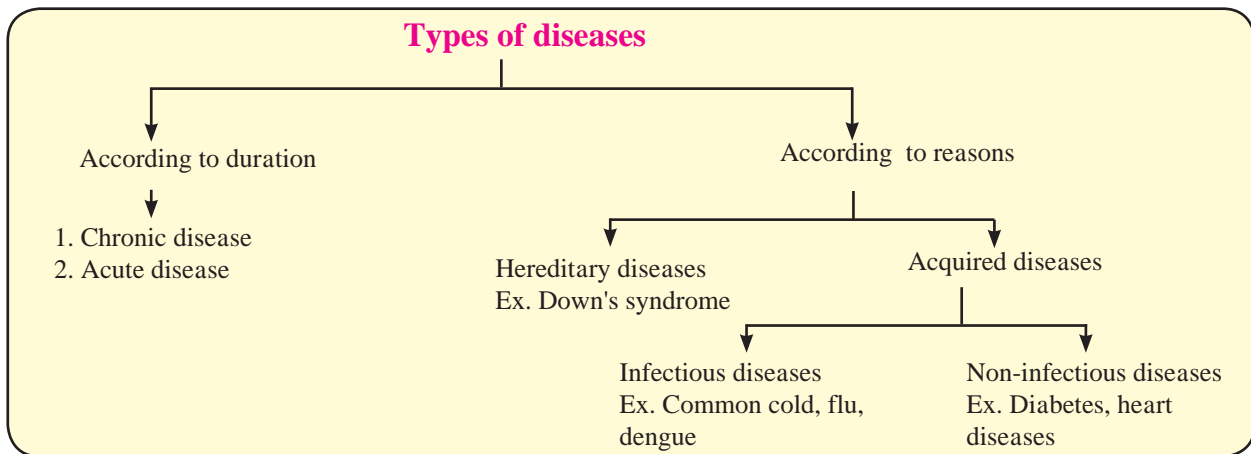 Types of diseases
According to duration
1. Chronic disease
2. Acute disease
According to reasons
Hereditary diseases
Ex. Down's syndrome
Acquired diseases
Infectious diseases
Ex. Common cold, flu,
dengue
Non-infectious diseases
Ex. Diabetes, heart
diseases